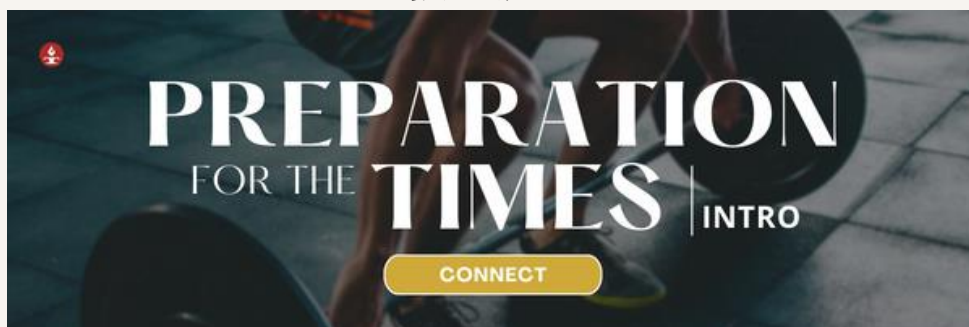 PREPARATION
FOR THE TIMES | INTRO
CONNECT